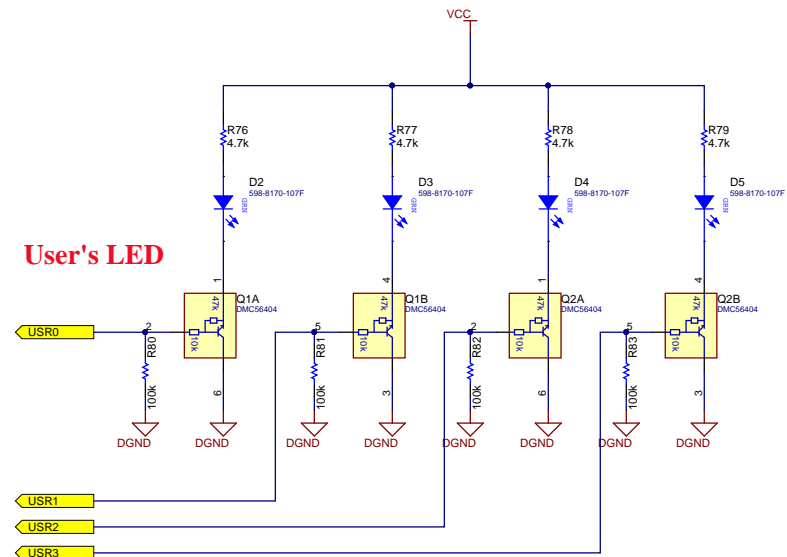 VCC
R76
4.7k
R77
4.7k
R78
4.7k
R79
4.7k
D2
598-8170-107F
GRN
D3
598-8170-107F
GRN
D4
598-8170-107F
GRN
D5
598-8170-107F
GRN
User's LED
1
4
1
4
Q1A
DMC56404
47k
10k
Q1B
DMC56404
47k
10k
Q2A
DMC56404
47k
10k
Q2B
DMC56404
47k
10k
USR0
2
5
2
5
R80
100k
R81
100k
R82
100k
R83
100k
6
3
6
3
DGND
DGND
DGND
DGND
DGND
DGND
DGND
DGND
USR1
USR2
USR3